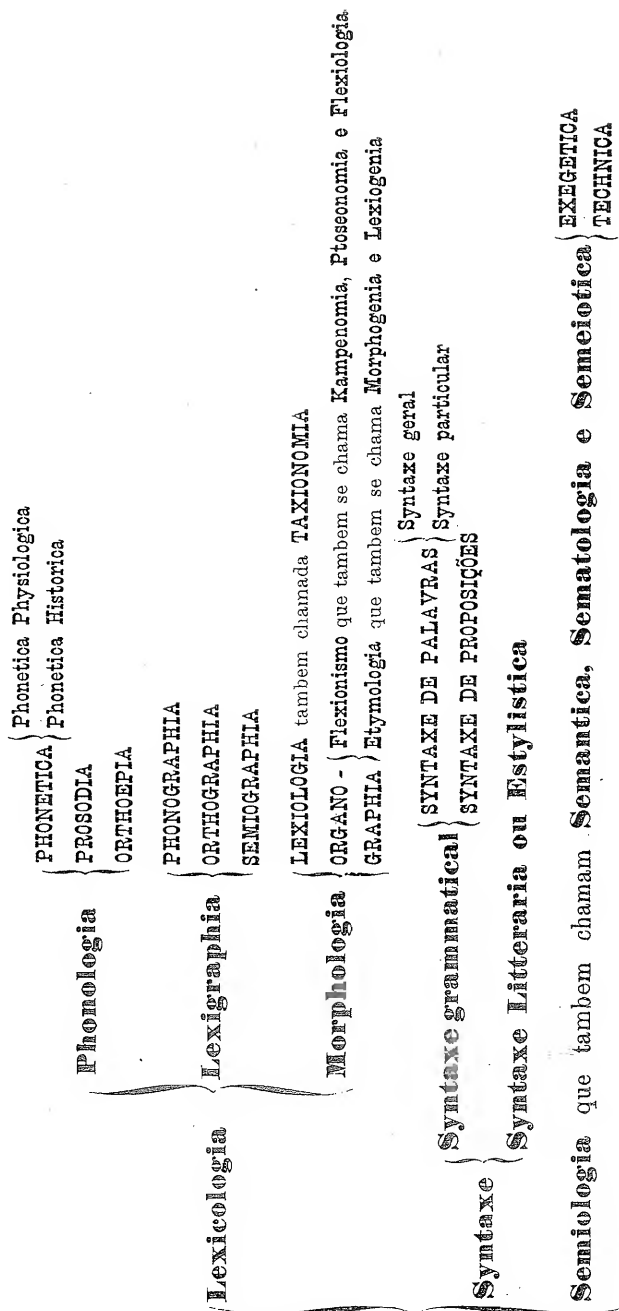 Lexicologia
Phonologia
PHONETICA
Phonetica Physiologica
Phonetica Historica
PROSODIA
ORTHOEPIA
Lexigraphia
PHONOGRAPHIA
ORTHOGRAPHIA
SEMIOGRAPHIA
Morphologia
LEXIOLOGIA tambem chamada TAXIONOMIA
ORGANO-
GRAPHIA
Flexionismo que tambem se chama Kampenomia, Ptoseonomia e Flexiologia.
Etymologia que tambem se chama Morphogenia e Lexiogenia
Syntaxe
Syntaxe grammatical
SYNTAXE DE PALAVRAS
Syntaxe geral
Syntaxe particular
SYNTAXE DE PROPOSIÇÕES
Syntaxe Litteraria ou Estylistica
Semiologia que tambem chamam Semantica, Sematologia e Semeiotica
EXEGETICA
TECHNICA